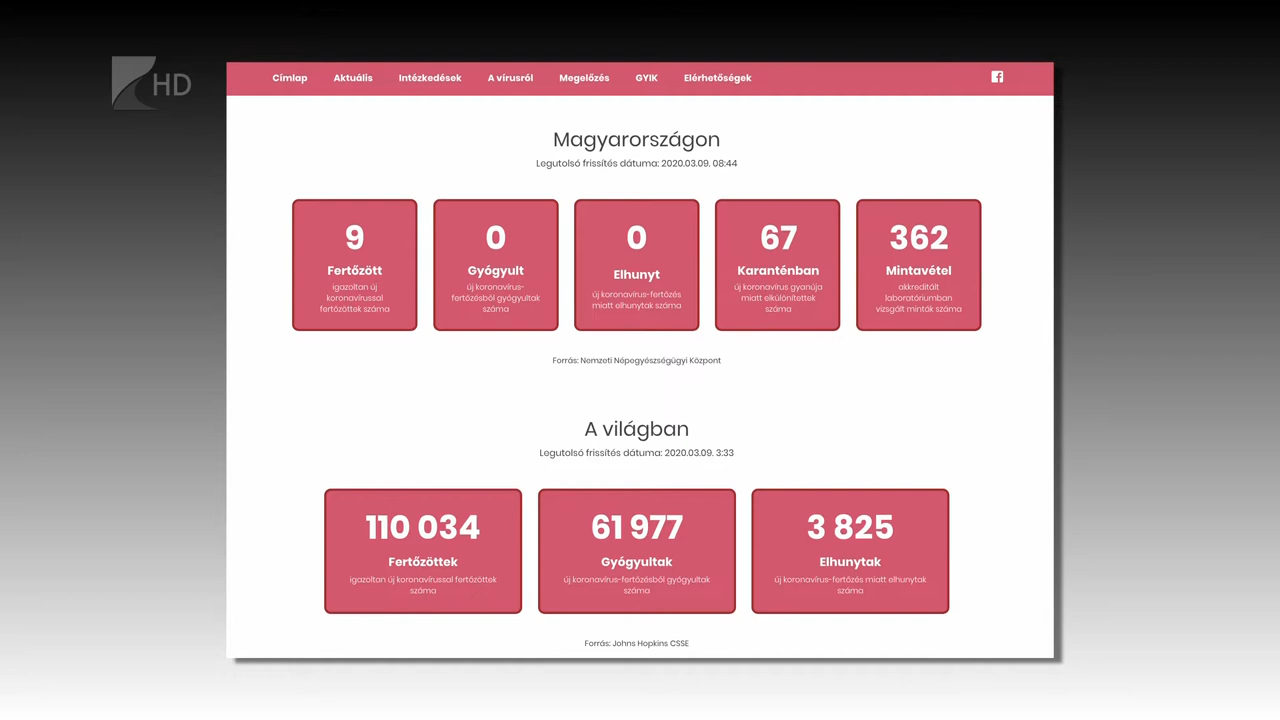 HD
Címlap Aktuális Intézkedések A vírusról Megelőzés GYIK Elérhetőségek
Magyarországon
Legutolsó frissítés dátuma: 2020.03.09. 08:44
9
Fertőzött
igazoltan új
koronavírussal
fertőzöttek száma
0
Gyógyult
új koronavírus-
fertőzésből gyógyultak
száma
0
Elhunyt
új koronavírus-fertőzés
miatt elhunytak száma
67
Karanténban
új koronavírus gyanúja
miatt elkülönítettek
száma
362
Mintavétel
akkreditált
laboratóriumban
vizsgált minták száma
Forrás: Nemzeti Népegészségügyi Központ
A világban
Legutolsó frissítés dátuma: 2020.03.09. 3:33
110 034
Fertőzöttek
igazoltan új koronavírussal fertőzöttek
száma
61 977
Gyógyultak
új koronavírus-fertőzésből gyógyultak
száma
3 825
Elhunytak
új koronavírus-fertőzés miatt elhunytak
száma
Forrás: Johns Hopkins CSSE